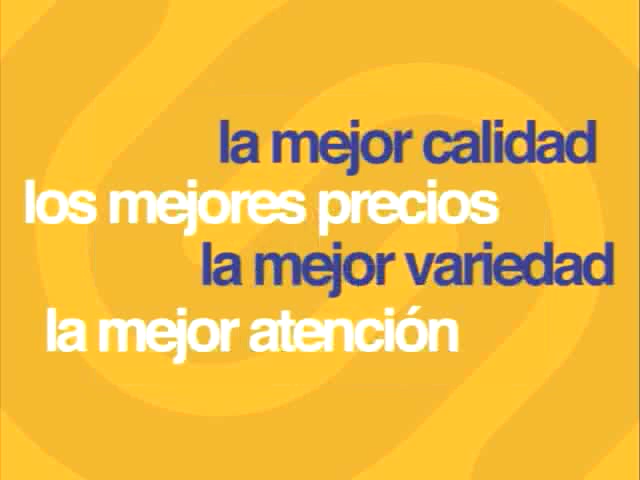 la mejor calidad
los mejores precios
la mejor variedad
la mejor atención